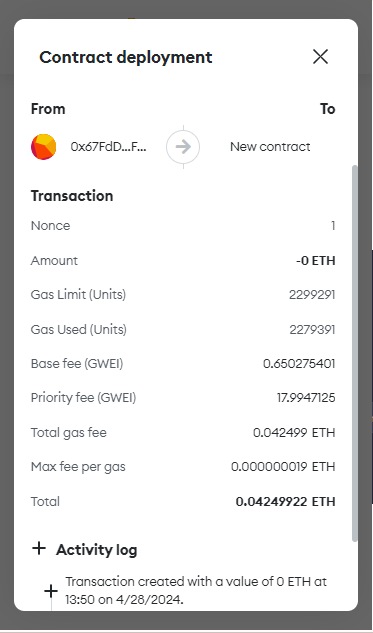 Contract deployment
From To
0x67FdD...F... New contract
Transaction
Nonce 1
Amount -0 ETH
Gas Limit (Units) 2299291
Gas Used (Units) 2279391
Base fee (GWEI) 0.650275401
Priority fee (GWEI) 17.9947125
Total gas fee 0.042499 ETH
Max fee per gas 0.000000019 ETH
Total 0.04249922 ETH
+ Activity log
+ Transaction created with a value of 0 ETH at
13:50 on 4/28/2024.